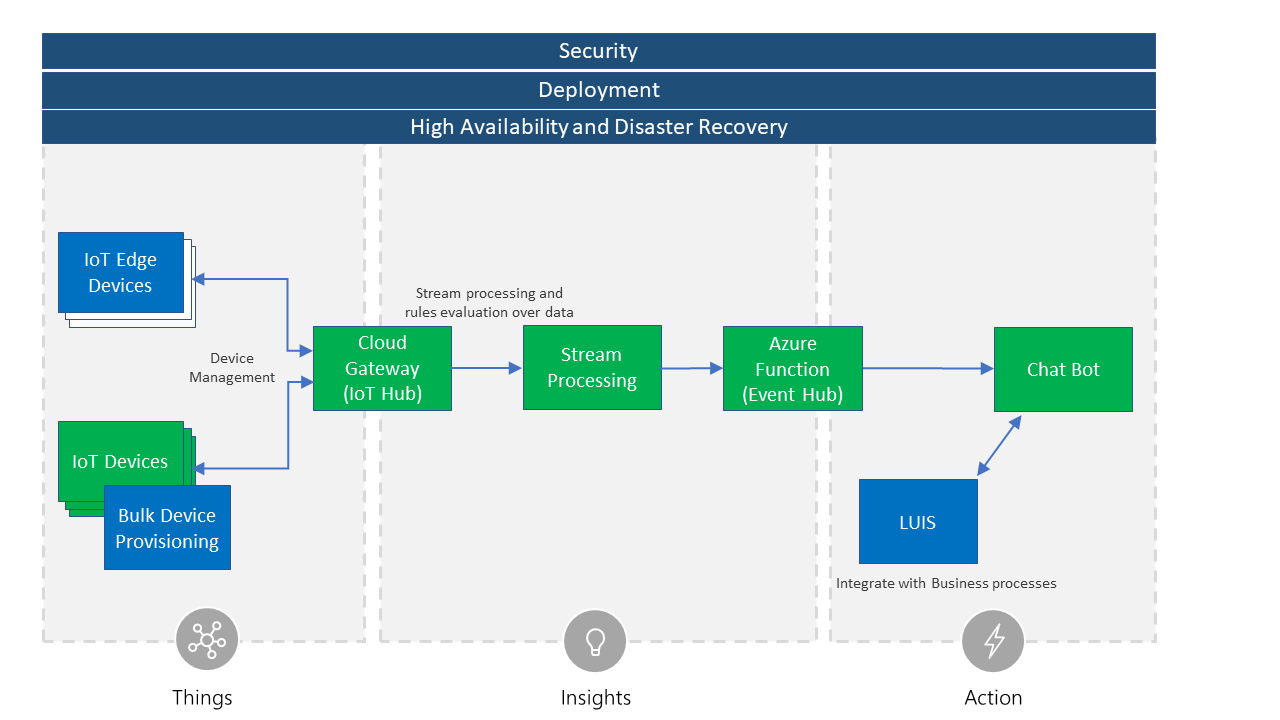 Security
Deployment
High Availability and Disaster Recovery
IoT Edge
Devices
Device
Management
IoT Devices
Bulk Device
Provisioning
Cloud
Gateway
(IoT Hub)
Stream processing and
rules evaluation over data
Stream
Processing
Azure
Function
(Event Hub)
Chat Bot
LUIS
Integrate with Business processes
Things
Insights
Action